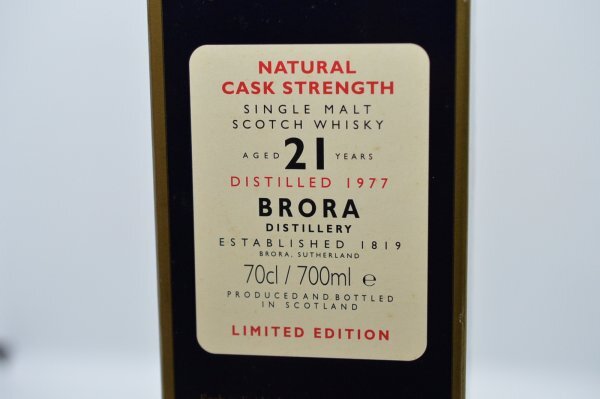 NATURAL
CASK STRENGTH
SINGLE MALT
SCOTCH WHISKY
AGED 21 YEARS
DISTILLED 1977
BRORA
DISTILLERY
ESTABLISHED 1819
BRORA, SUTHERLAND
70cl / 700ml e
PRODUCED AND BOTTLED
IN SCOTLAND
LIMITED EDITION